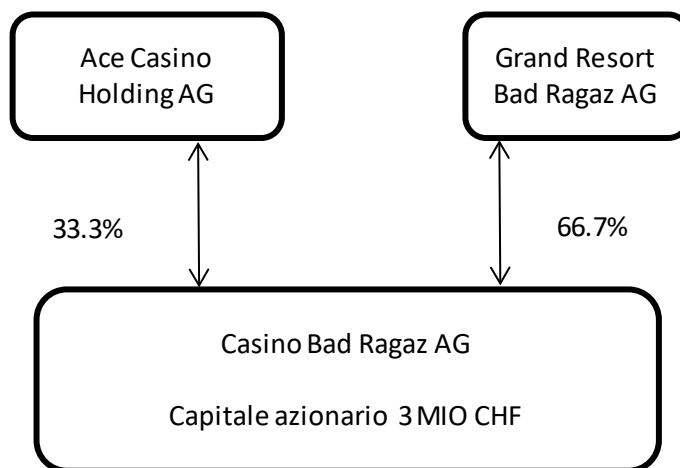 Ace Casino
Holding AG
Grand Resort
Bad Ragaz AG
33.3%
66.7%
Casino Bad Ragaz AG
Capitale azionario 3 MIO CHF